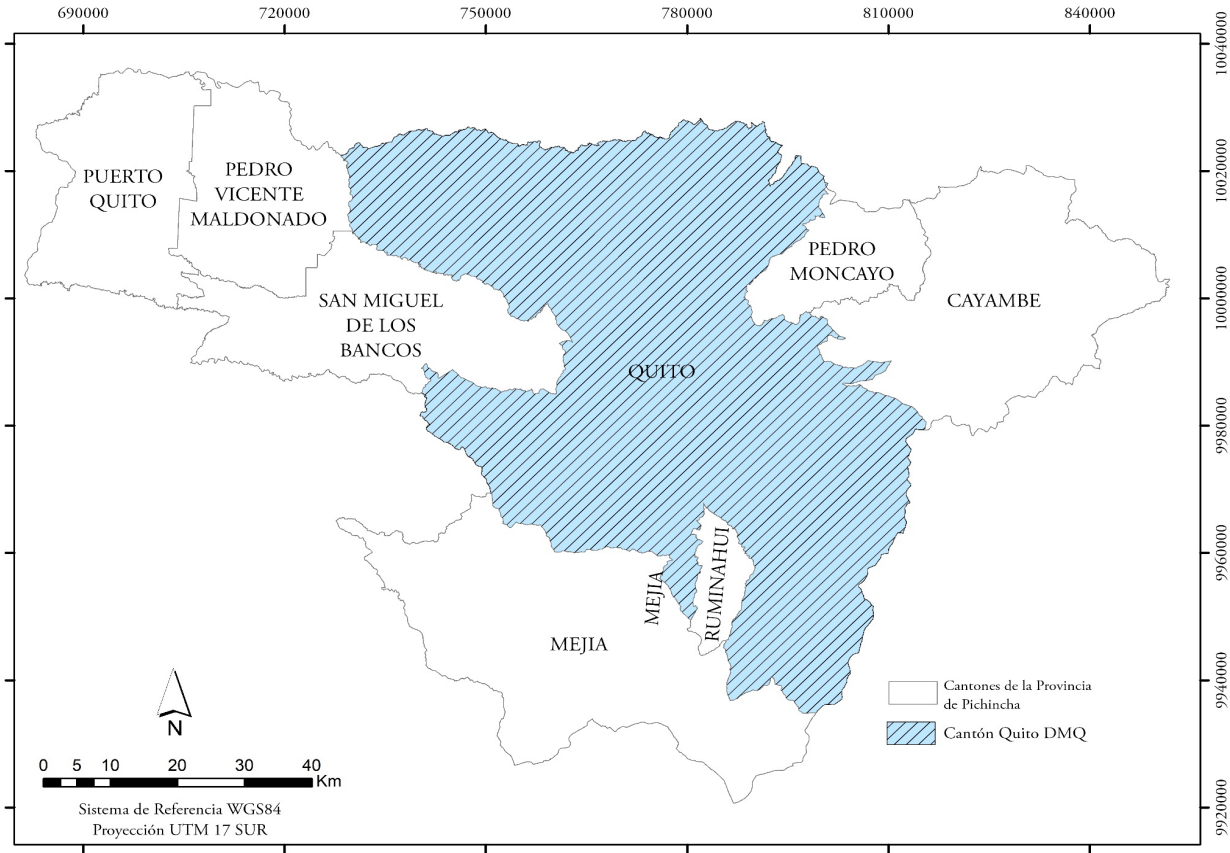 690000 720000 750000 780000 810000 840000
10040000
10020000
10000000
9980000
9960000
9940000
9920000
PUERTO
QUITO
PEDRO
VICENTE
MALDONADO
SAN MIGUEL
DE LOS
BANCOS
QUITO
PEDRO
MONCAYO
CAYAMBE
MEJIA
RUMINAHUI
MEJIA
Cantones de la Provincia
de Pichincha
Cantón Quito DMQ
N
0 5 10 20 30 40
Km
Sistema de Referencia WGS84
Proyección UTM 17 SUR